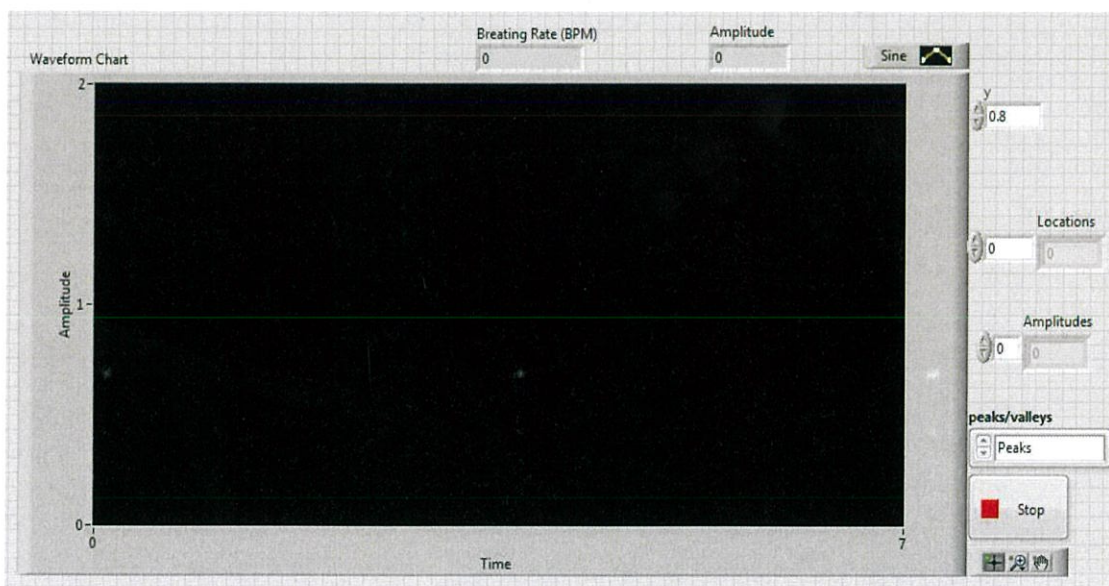 Breating Rate (BPM)
Amplitude
0
0
Waveform Chart
Sine
2
y
0.8
Locations
0
0
Amplitude
1
Amplitudes
0
0
peaks/valleys
Peaks
Stop
0
0
7
Time